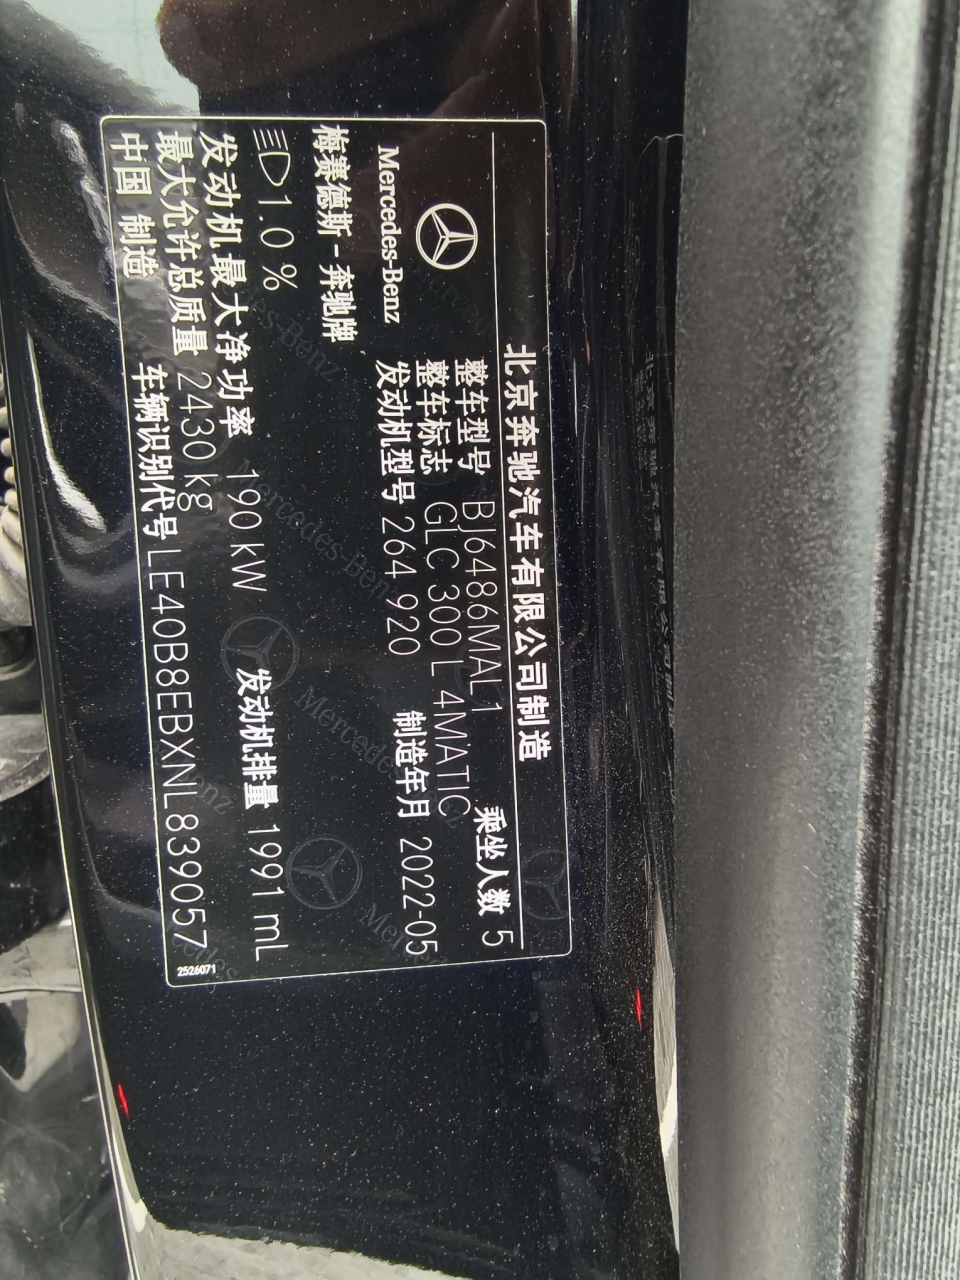 北京奔驰汽车有限公司制造
Mercedes-Benz
整车型号 BJ6486MAL1 乘坐人数 5
整车标志 GLC 300 L 4MATIC
发动机型号 264 920 制造年月 2022-05
梅赛德斯-奔驰牌
1.0 %
发动机最大净功率 190 kW 发动机排量 1991 mL
最大允许总质量 2430 kg
中国 制造 车辆识别代号 LE40B8EBXNL839057
2526071